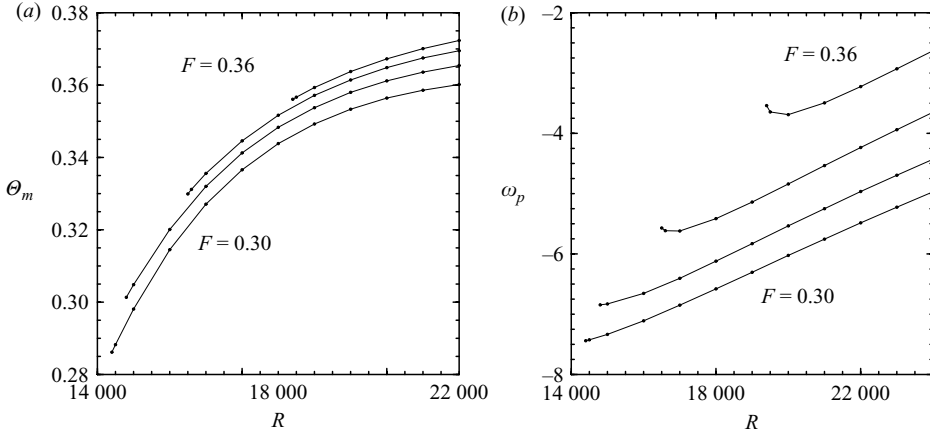 (a)
0.38
0.36
0.34
Θm
0.32
0.30
0.28
F = 0.36
F = 0.30
14 000
18 000
22 000
R
(b)
−2
−4
ωp
−6
−8
F = 0.36
F = 0.30
14 000
18 000
22 000
R